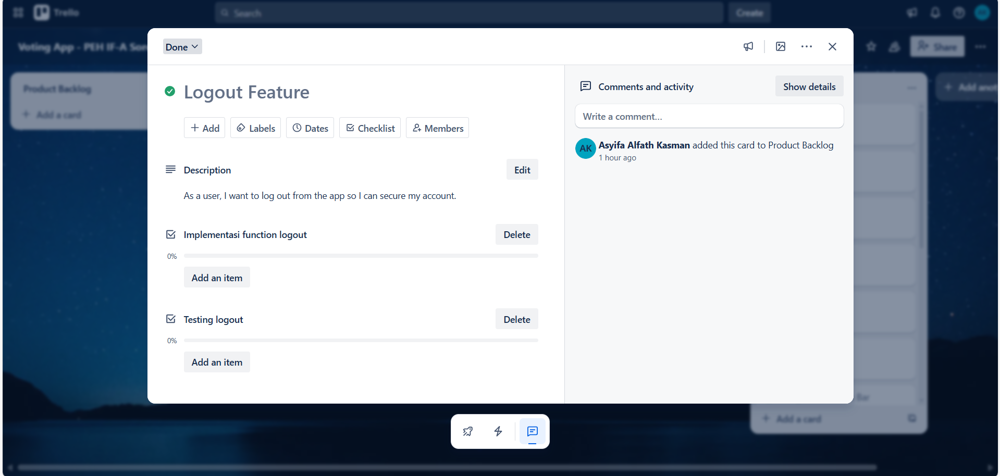 Trello
Search
Create
Voting App - PEH IF-A
Share
Product Backlog
Add a card
Add
Done
Logout Feature
Add
Labels
Dates
Checklist
Members
Description
Edit
As a user, I want to log out from the app so I can secure my account.
Implementasi function logout
Delete
0%
Add an item
Testing logout
Delete
0%
Add an item
Comments and activity
Show details
Write a comment...
AK
Asyifa Alfath Kasman added this card to Product Backlog
1 hour ago
Bar
Add a card